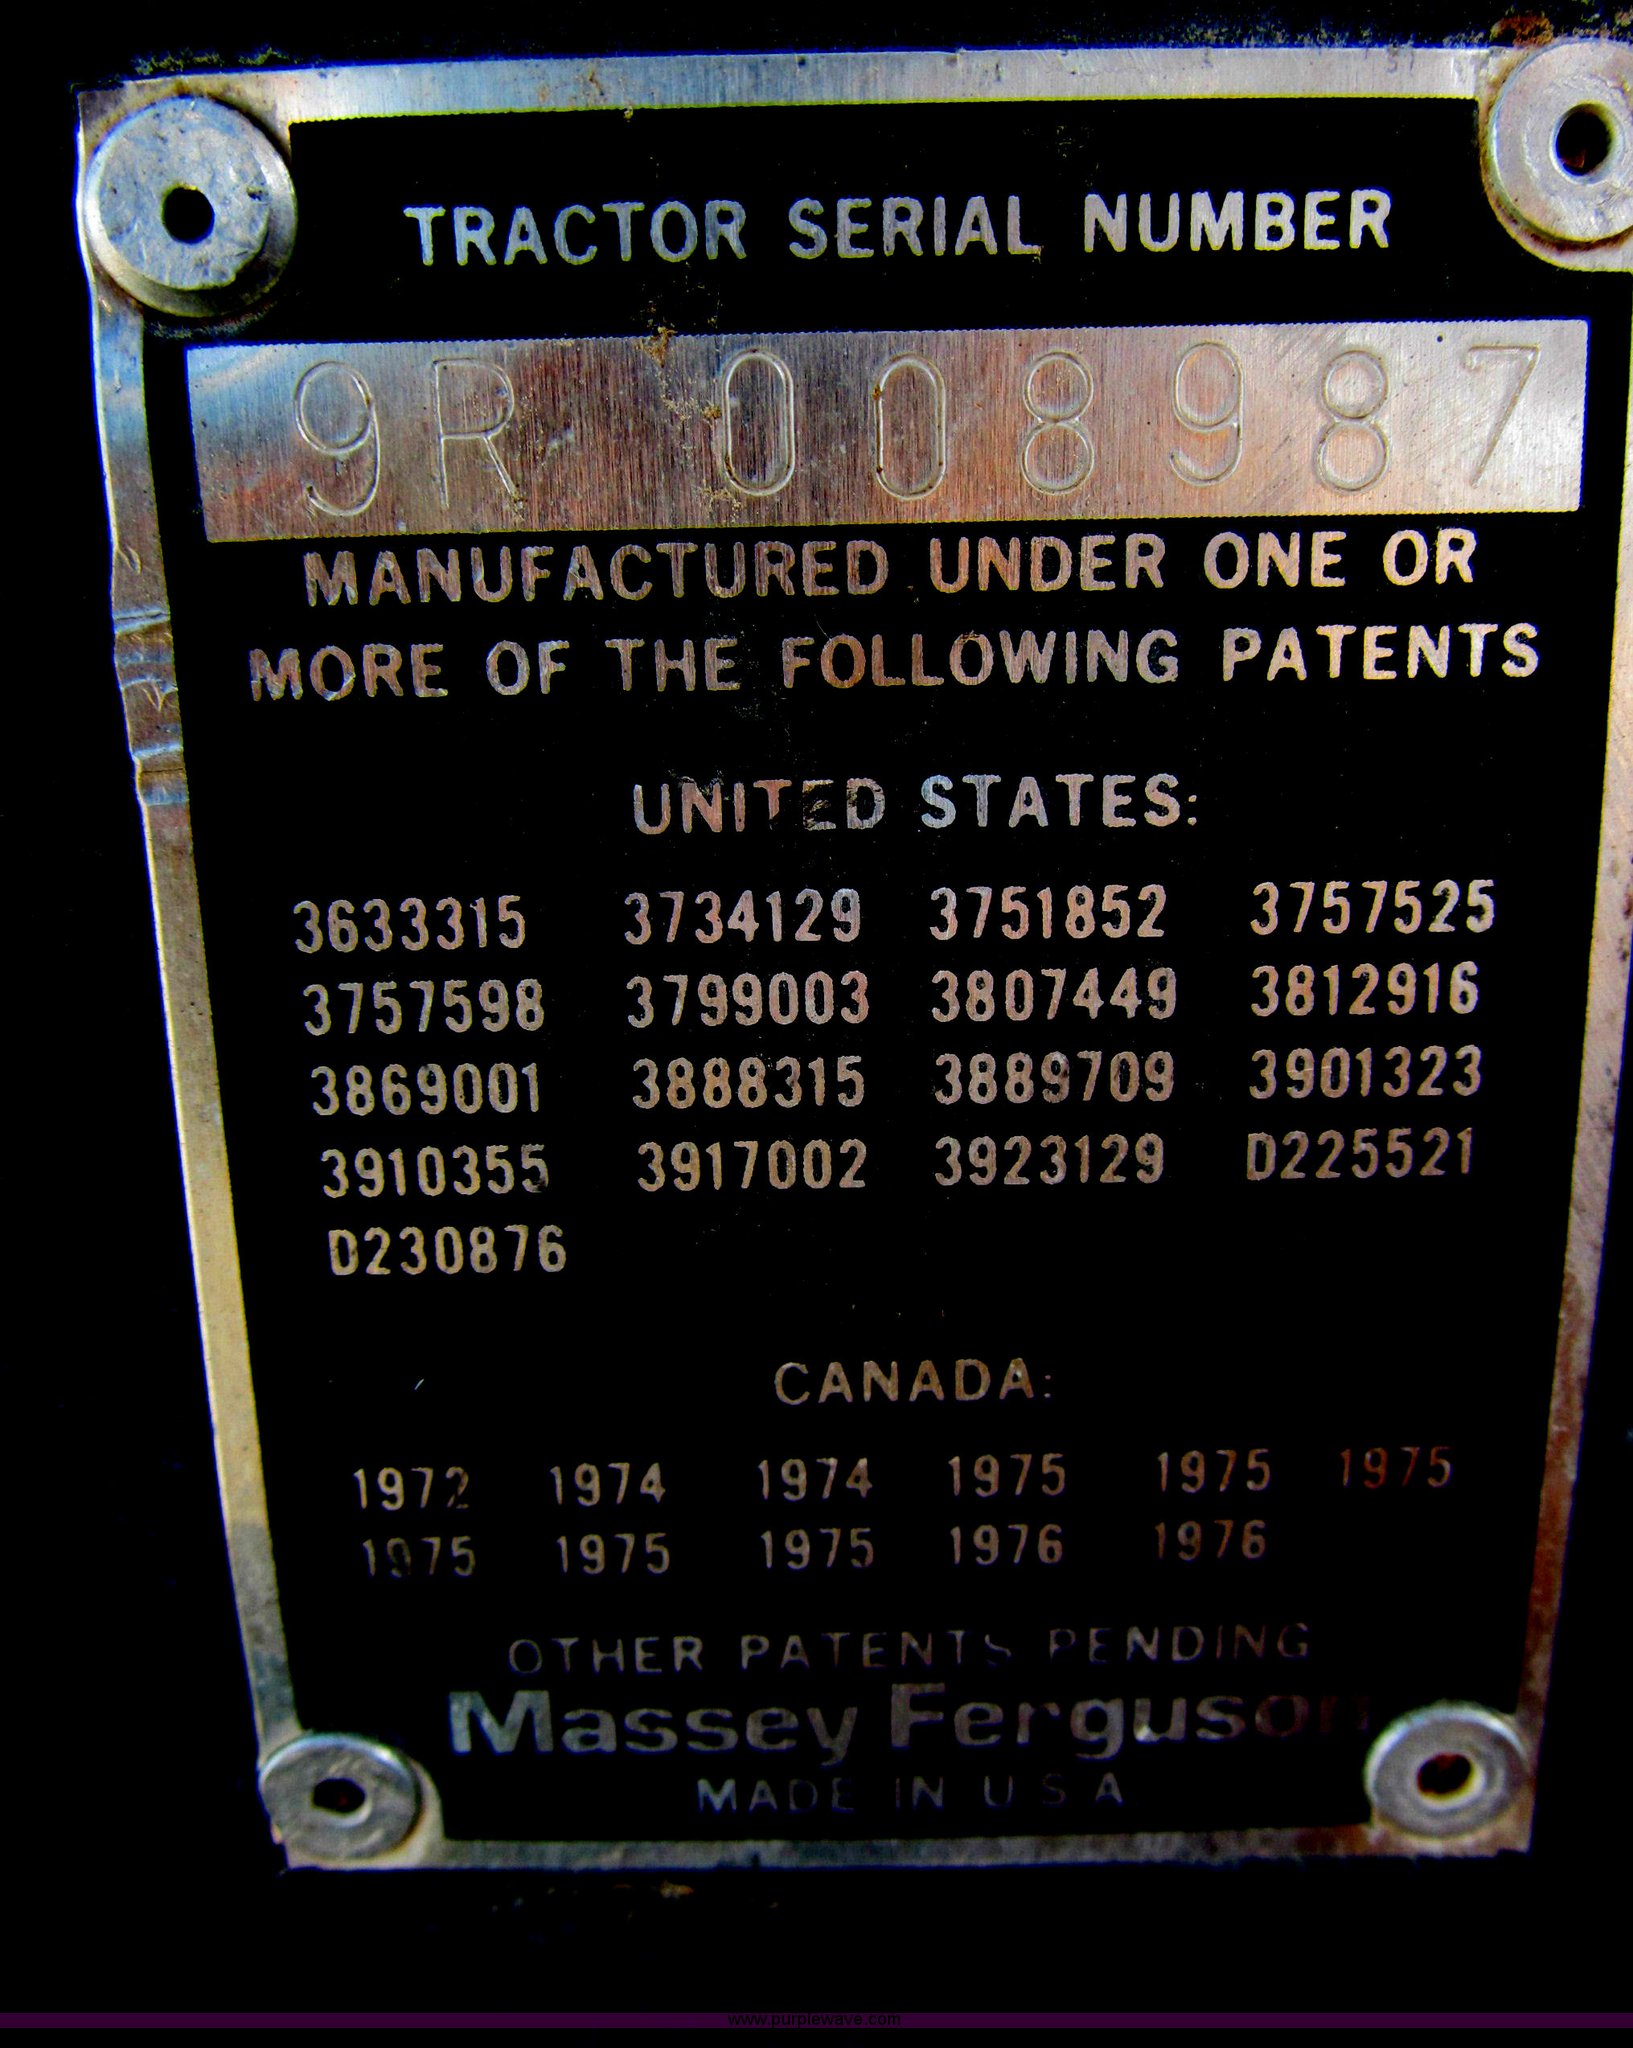 TRACTOR SERIAL NUMBER
9R 008987
MANUFACTURED UNDER ONE OR
MORE OF THE FOLLOWING PATENTS
UNITED STATES:
3633315 3734129 3751852 3757525
3757598 3799003 3807449 3812916
3869001 3888315 3889709 3901323
3910355 3917002 3923129 D225521
D230876
CANADA:
1972 1974 1974 1975 1975 1975
1975 1975 1975 1976 1976
OTHER PATENTS PENDING
Massey Ferguson
MADE IN U S A
www.purplewave.com